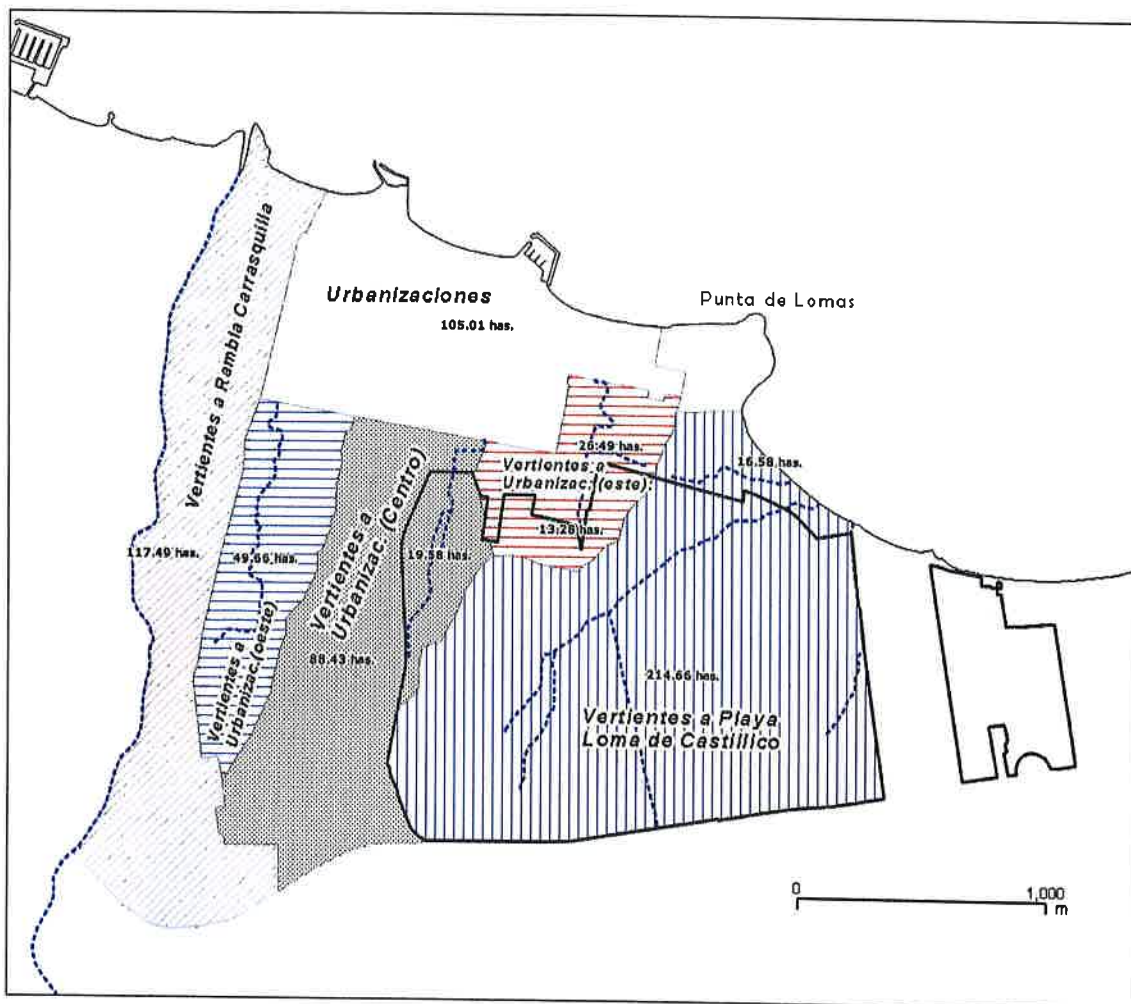 Vertientes a Rambla Carrasquilla
Urbanizaciones
105.01 has.
Punta de Lomas
26.49 has.
16.58 has.
Vertientes a
Urbanizac. (este)
13.28 has.
117.49 has.
49.66 has.
Vertientes a
Urbanizac. (oeste)
Vertientes a
Urbanizac. (Centro)
19.58 has.
88.43 has.
214.66 has.
Vertientes a Playa
Loma de Castillico
0
1,000
m